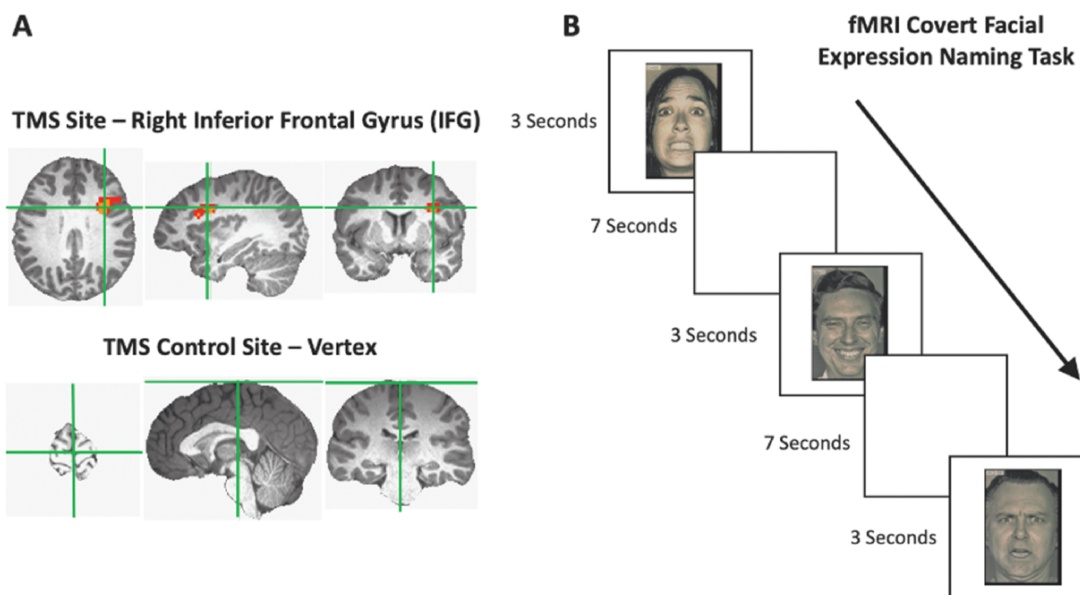 A
TMS Site – Right Inferior Frontal Gyrus (IFG)
TMS Control Site – Vertex
B
fMRI Covert Facial
Expression Naming Task
3 Seconds
7 Seconds
3 Seconds
7 Seconds
3 Seconds